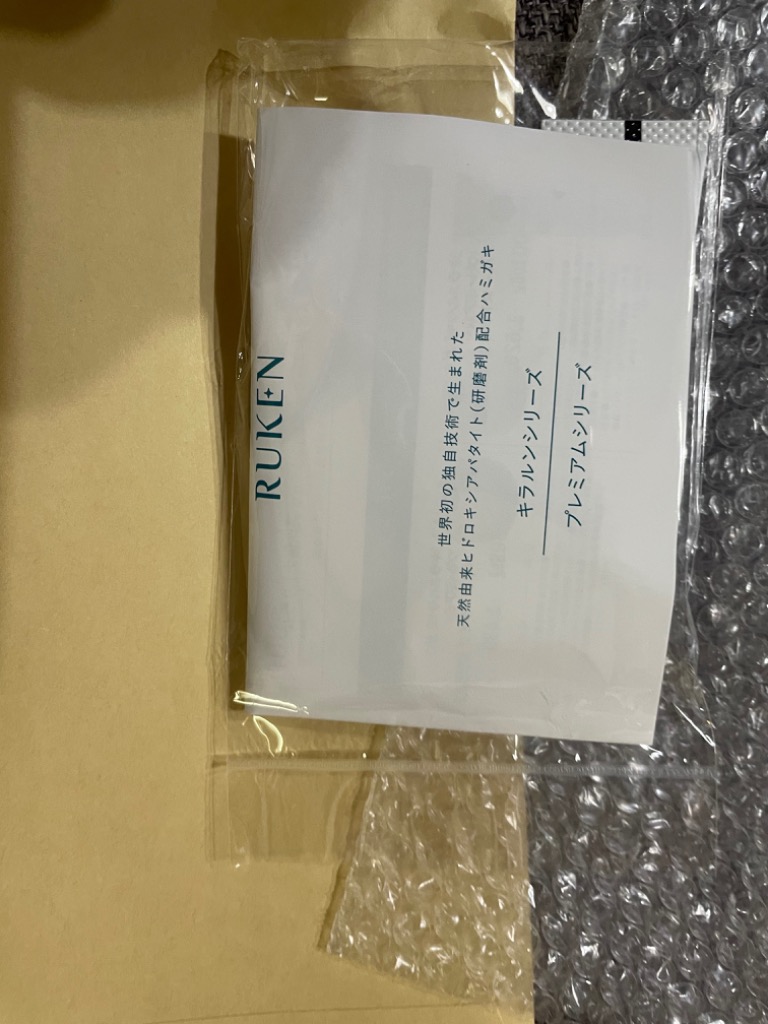 RUKEN
世界初の独自技術で生まれた
天然由来ヒドロキシアパタイト(研磨剤)配合ハミガキ
キラルンシリーズ
プレミアムシリーズ